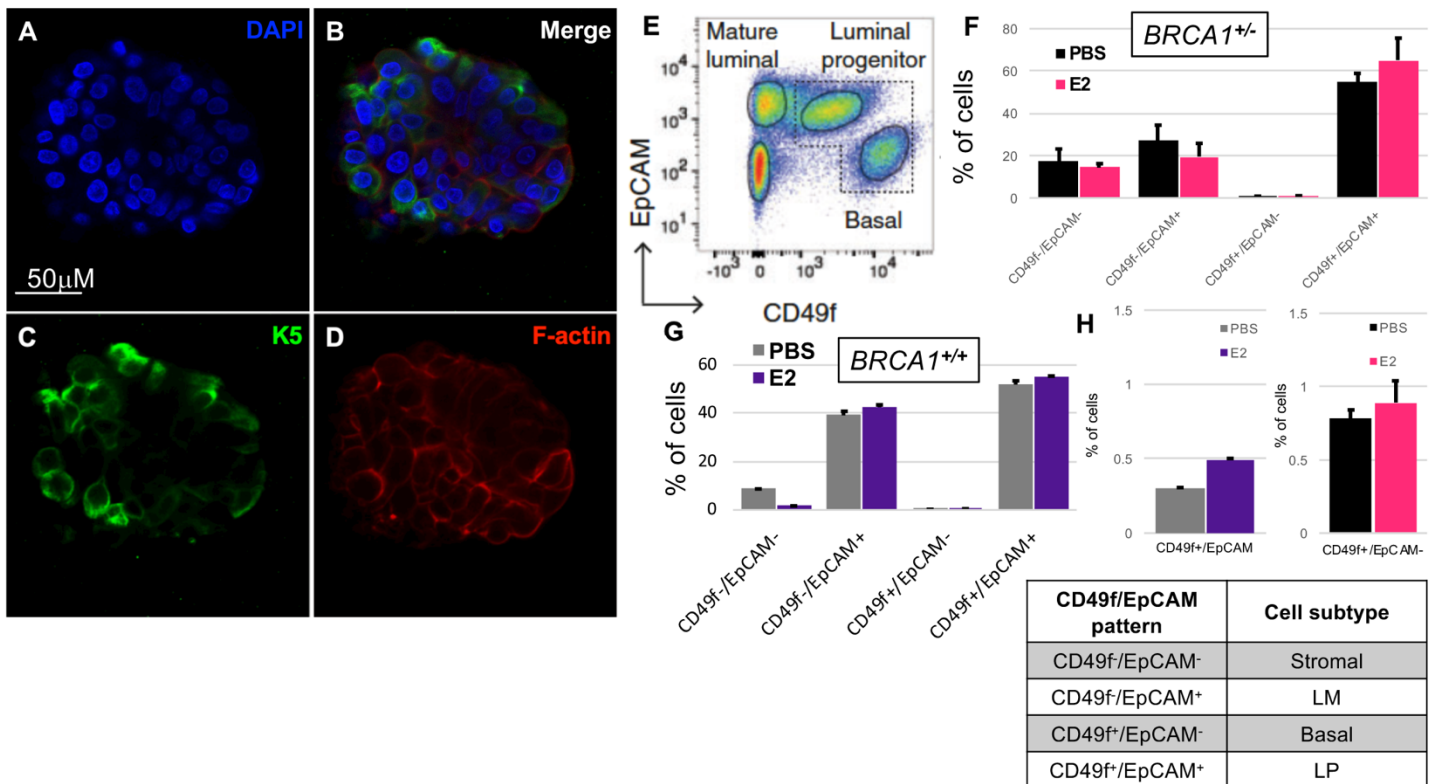 A
DAPI
B
Merge
50μM
C
K5
D
F-actin
E
Mature
luminal
Luminal
progenitor
Basal
10⁴
10³
10²
10¹
-10³
0
10³
10⁴
EpCAM
CD49f
F
BRCA1+/-
PBS
E2
80
60
40
20
0
% of cells
CD49f-/EpCAM-
CD49f-/EpCAM+
CD49f+/EpCAM-
CD49f+/EpCAM+
G
BRCA1+/+
PBS
E2
60
40
20
0
% of cells
CD49f-/EpCAM-
CD49f-/EpCAM+
CD49f+/EpCAM-
CD49f+/EpCAM+
H
1.5
1
0.5
0
% of cells
PBS
E2
CD49f+/EpCAM
1.5
1
0.5
0
% of cells
PBS
E2
CD49f+/EpCAM-
CD49f/EpCAM
pattern
Cell subtype
CD49f-/EpCAM-
Stromal
CD49f-/EpCAM+
LM
CD49f+/EpCAM-
Basal
CD49f+/EpCAM+
LP